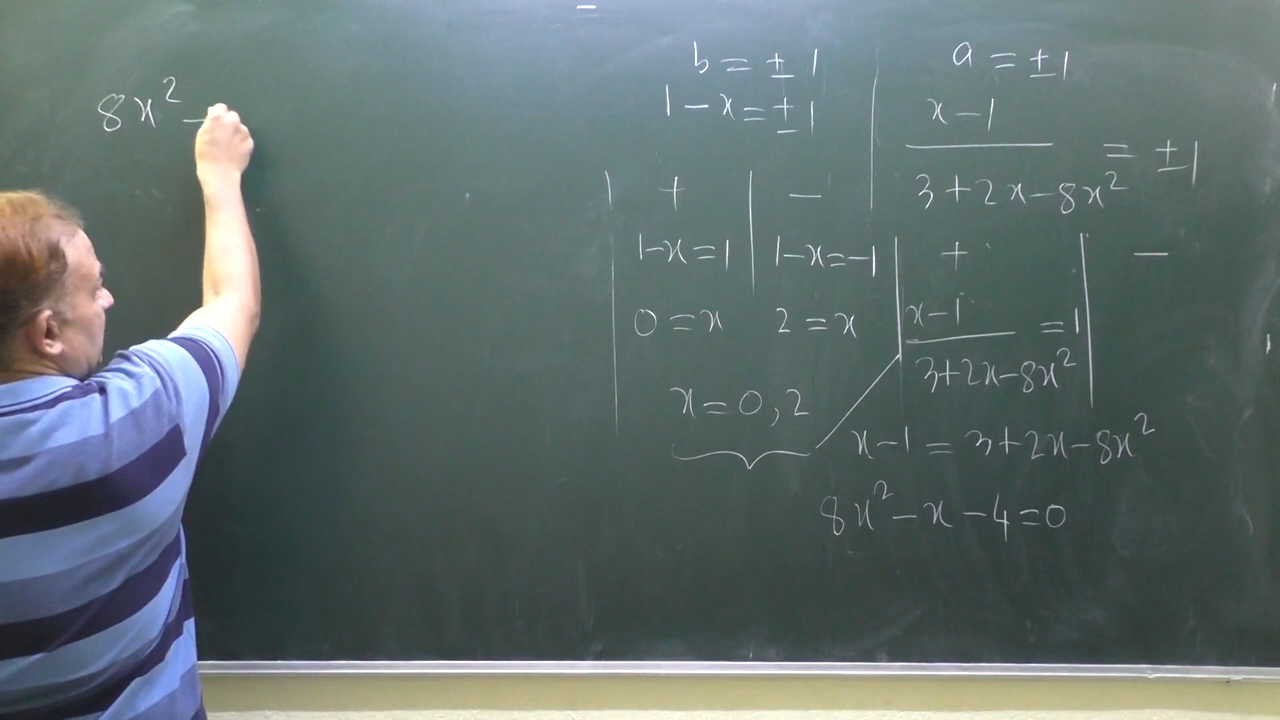 8x² –
b = ± 1
1 – x = ± 1
+ –
1-x=1 1-x=-1
0=x 2=x
x=0,2
a = ±1
x-1
3+2x-8x² = ±1
+ –
x-1
3+2x-8x² =1
x-1 = 3+2x-8x²
8x²-x-4=0